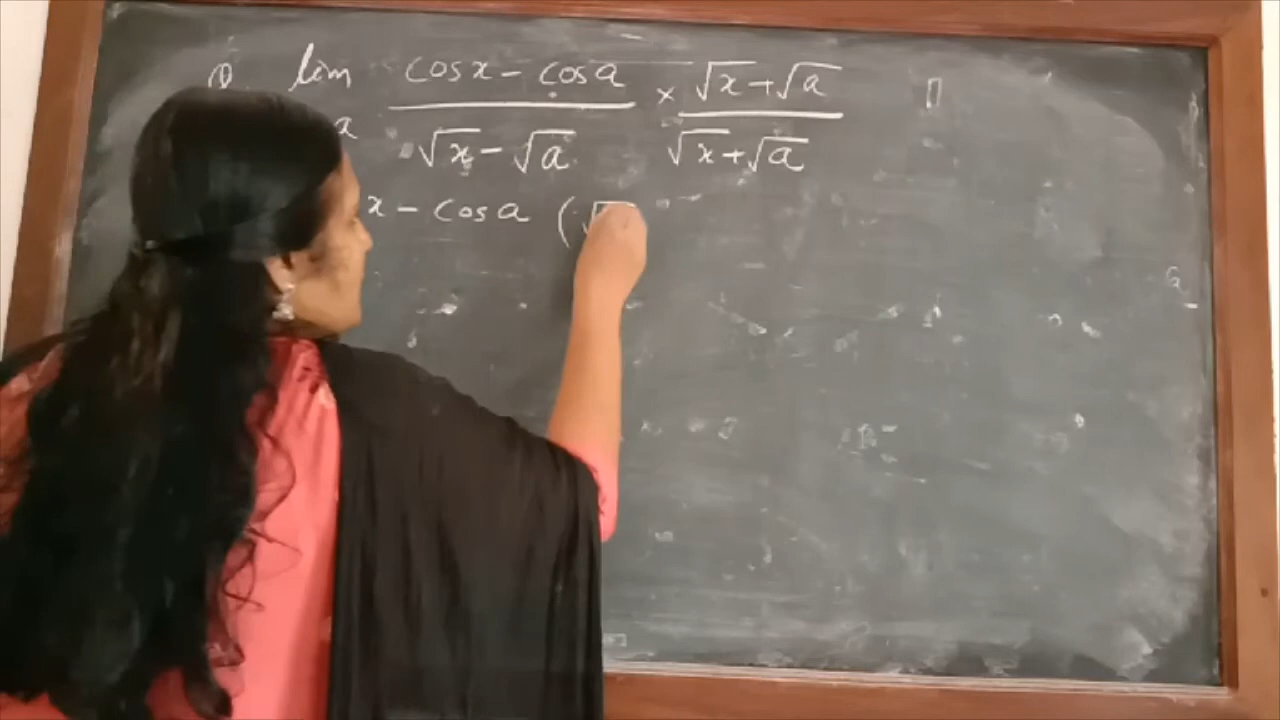 ① lim cos x - cos a × √x + √a
a √x - √a √x + √a
x - cos a ( √